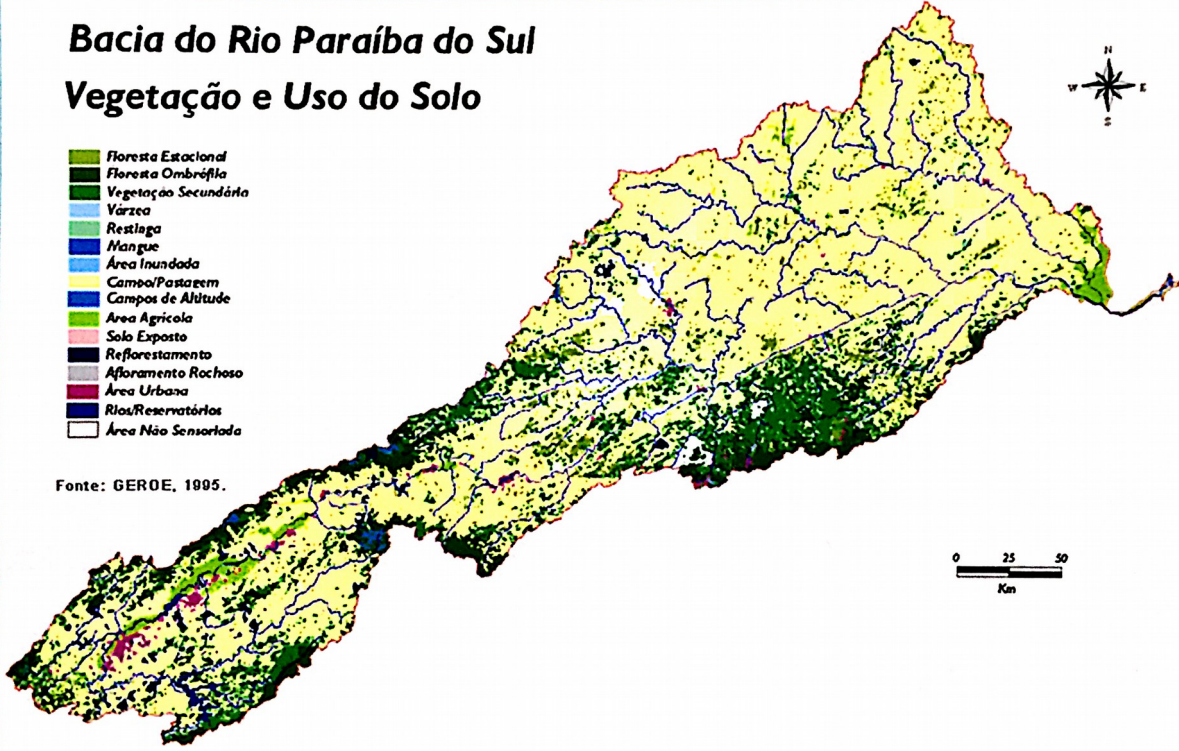 Bacia do Rio Paraíba do Sul
Vegetação e Uso do Solo
N
W E
S
Floresta Estacional
Floresta Ombrófila
Vegetação Secundária
Várzea
Restinga
Mangue
Área Inundada
Campo/Pastagem
Campos de Altitude
Área Agrícola
Solo Exposto
Reflorestamento
Afloramento Rochoso
Área Urbana
Rios/Reservatórios
Área Não Sensoriada
Fonte: GEROE, 1995.
0 25 50
Km